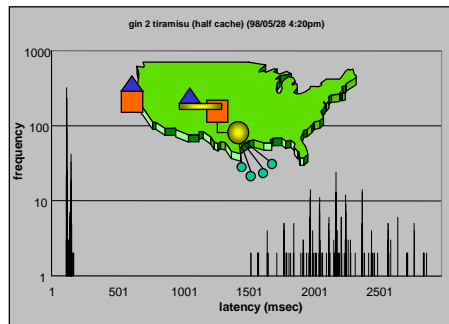 gin 2 tiramisu (half cache) (98/05/28 4:20pm)
1000
100
10
1
frequency
1 501 1001 1501 2001 2501
latency (msec)